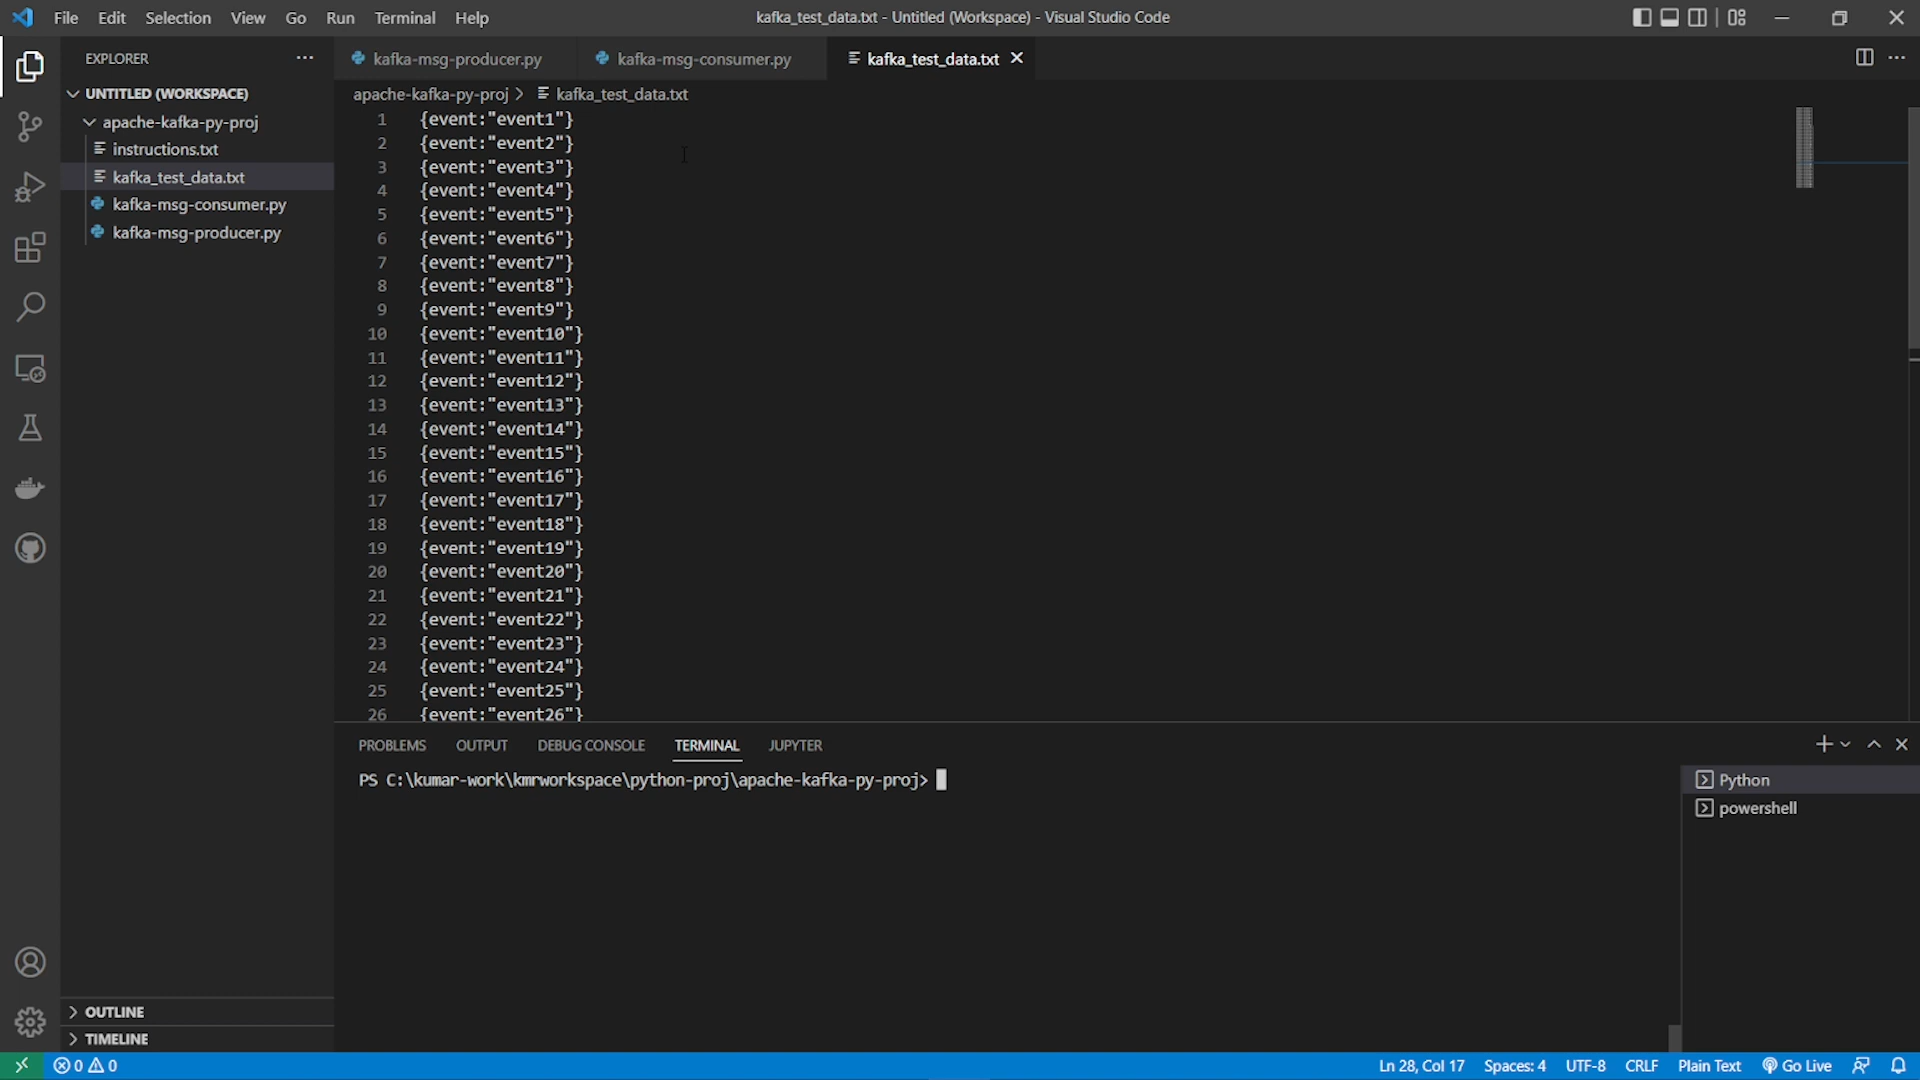 File Edit Selection View Go Run Terminal Help
kafka_test_data.txt - Untitled (Workspace) - Visual Studio Code
EXPLORER
UNTITLED (WORKSPACE)
apache-kafka-py-proj
instructions.txt
kafka_test_data.txt
kafka-msg-consumer.py
kafka-msg-producer.py
OUTLINE
TIMELINE
kafka-msg-producer.py kafka-msg-consumer.py kafka_test_data.txt
apache-kafka-py-proj > kafka_test_data.txt
1 {event:"event1"}
2 {event:"event2"}
3 {event:"event3"}
4 {event:"event4"}
5 {event:"event5"}
6 {event:"event6"}
7 {event:"event7"}
8 {event:"event8"}
9 {event:"event9"}
10 {event:"event10"}
11 {event:"event11"}
12 {event:"event12"}
13 {event:"event13"}
14 {event:"event14"}
15 {event:"event15"}
16 {event:"event16"}
17 {event:"event17"}
18 {event:"event18"}
19 {event:"event19"}
20 {event:"event20"}
21 {event:"event21"}
22 {event:"event22"}
23 {event:"event23"}
24 {event:"event24"}
25 {event:"event25"}
26 {event:"event26"}
PROBLEMS OUTPUT DEBUG CONSOLE TERMINAL JUPYTER
PS C:\kumar-work\kmrworkspace\python-proj\apache-kafka-py-proj>
Python
powershell
0 0
Ln 28, Col 17 Spaces: 4 UTF-8 CRLF Plain Text Go Live